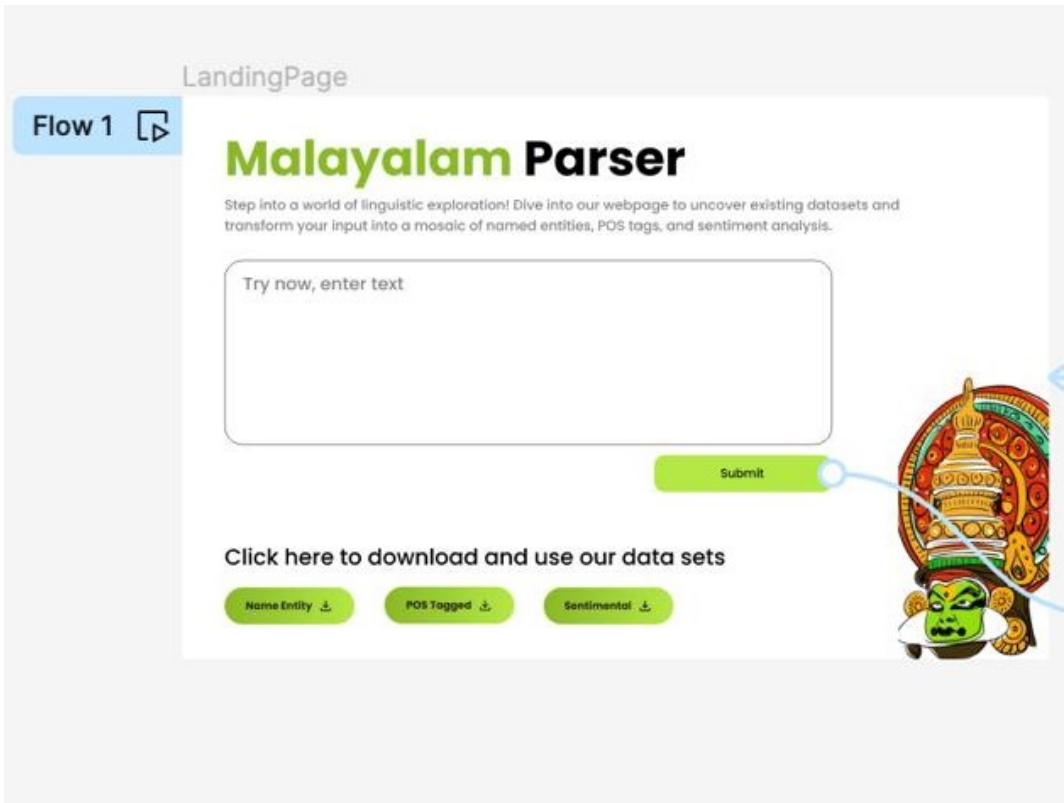 LandingPage
Flow 1
Malayalam Parser
Step into a world of linguistic exploration! Dive into our webpage to uncover existing datasets and
transform your input into a mosaic of named entities, POS tags, and sentiment analysis.
Try now, enter text
Submit
Click here to download and use our data sets
Name Entity POS Tagged Sentimental